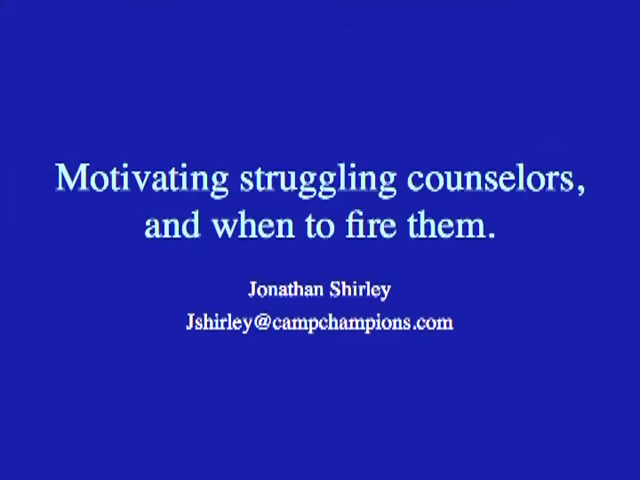 Motivating struggling counselors,
and when to fire them.
Jonathan Shirley
Jshirley@campchampions.com